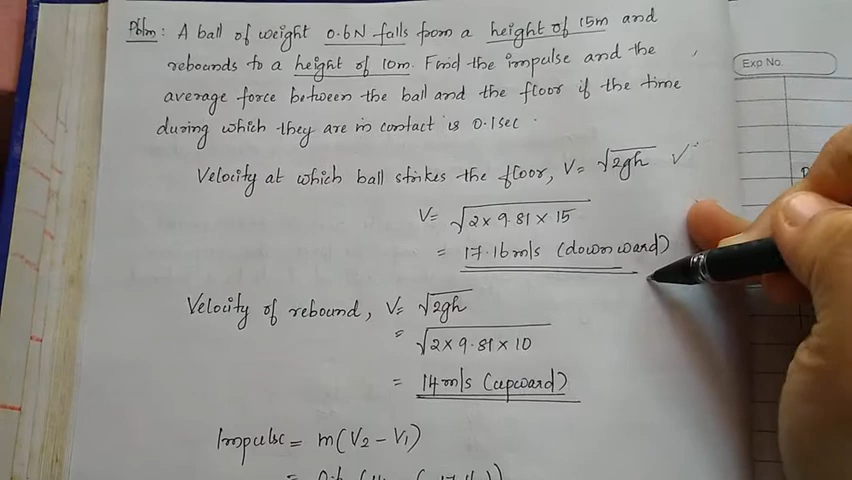 Pblm: A ball of weight 0.6N falls from a height of 15m and
rebounds to a height of 10m. Find the impulse and the
average force between the ball and the floor if the time
during which they are in contact is 0.1sec.
Exp No.
Velocity at which ball strikes the floor, V = √2gh ✓
V = √2 × 9.81 × 15
= 17.16m/s (downward)
Velocity of rebound, V = √2gh
= √2 × 9.81 × 10
= 14m/s (upward)
Impulse = m(V₂ - V₁)